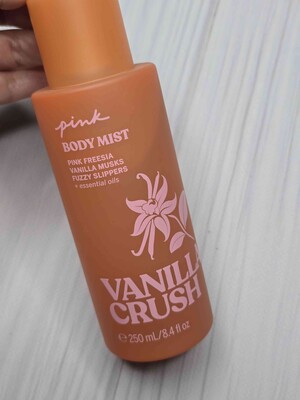 pink
BODY MIST
PINK FREESIA
VANILLA MUSKS
FUZZY SLIPPERS
+ essential oils
VANILLA
CRUSH
℮ 250 mL/8.4 fl oz